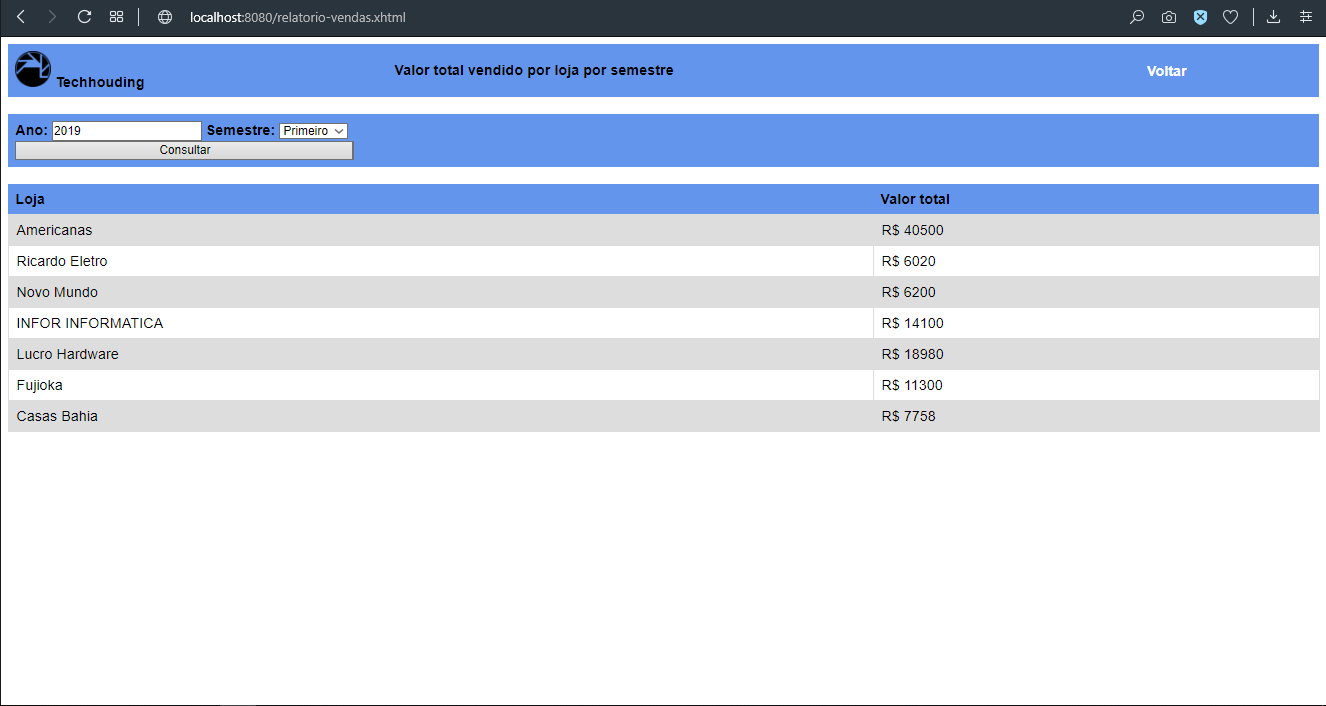 localhost:8080/relatorio-vendas.xhtml
Techhouding Valor total vendido por loja por semestre Voltar
Ano: 2019 Semestre: Primeiro
Consultar
Loja Valor total
Americanas R$ 40500
Ricardo Eletro R$ 6020
Novo Mundo R$ 6200
INFOR INFORMATICA R$ 14100
Lucro Hardware R$ 18980
Fujioka R$ 11300
Casas Bahia R$ 7758